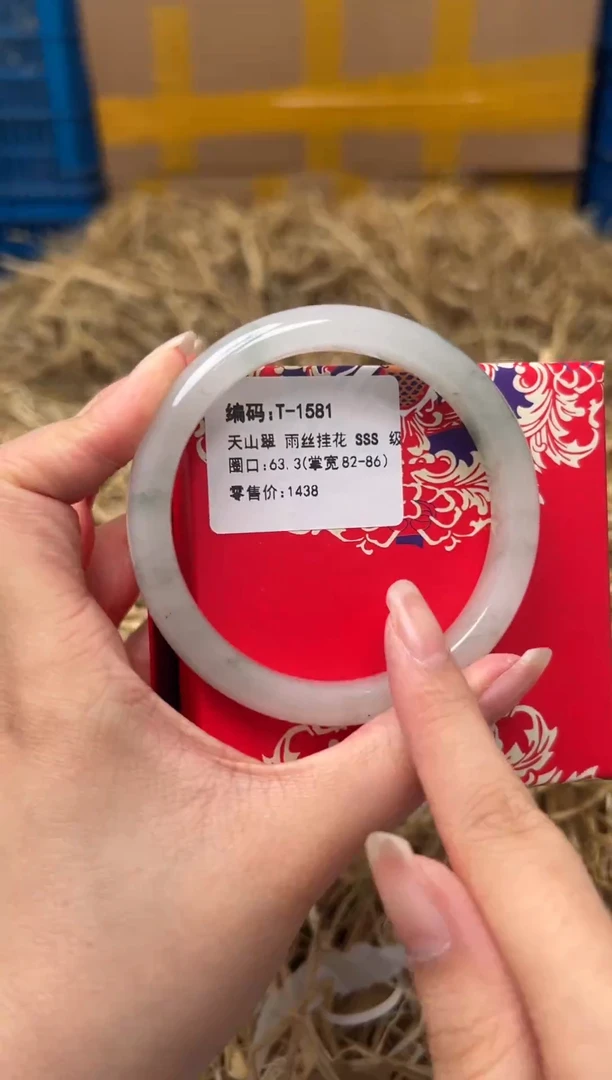 编码:T-1581
天山翠 雨丝挂花 SSS 级
圈口:63.3(掌宽82-86)
零售价:1438